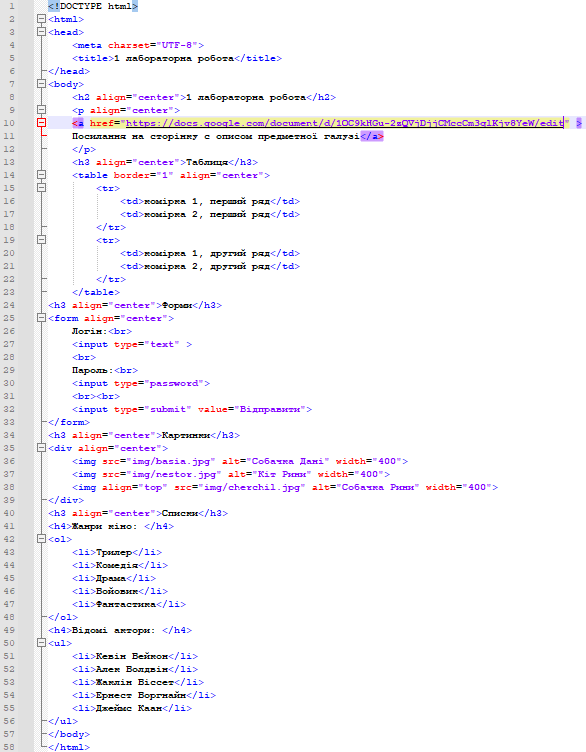 1 <!DOCTYPE html>
2 <html>
3 <head>
4 <meta charset="UTF-8">
5 <title>1 лабораторна робота</title>
6 </head>
7 <body>
8 <h2 align="center">1 лабораторна робота</h2>
9 <p align="center">
10 <a href="https://docs.google.com/document/d/1OC9kHGu-2zQVjDjjCMccCm3qlKjv8YeW/edit" >
11 Посилання на сторінку с описом предметної галузі</a>
12 </p>
13 <h3 align="center">Таблиця</h3>
14 <table border="1" align="center">
15 <tr>
16 <td>комірка 1, перший ряд</td>
17 <td>комірка 2, перший ряд</td>
18 </tr>
19 <tr>
20 <td>комірка 1, другий ряд</td>
21 <td>комірка 2, другий ряд</td>
22 </tr>
23 </table>
24 <h3 align="center">Форми</h3>
25 <form align="center">
26 Логін:<br>
27 <input type="text" >
28 <br>
29 Пароль:<br>
30 <input type="password">
31 <br><br>
32 <input type="submit" value="Відправити">
33 </form>
34 <h3 align="center">Картинки</h3>
35 <div align="center">
36 <img src="img/basia.jpg" alt="Собачка Дані" width="400">
37 <img src="img/nestor.jpg" alt="Кіт Рини" width="400">
38 <img align="top" src="img/cherchil.jpg" alt="Собачка Рини" width="400">
39 </div>
40 <h3 align="center">Списки</h3>
41 <h4>Жанри кіно: </h4>
42 <ol>
43 <li>Трилер</li>
44 <li>Комедія</li>
45 <li>Драма</li>
46 <li>Войовик</li>
47 <li>Фантастика</li>
48 </ol>
49 <h4>Відомі актори: </h4>
50 <ul>
51 <li>Кевін Бейкон</li>
52 <li>Алек Болдвін</li>
53 <li>Жаклін Біссет</li>
54 <li>Ернест Боргнайн</li>
55 <li>Джеймс Каан</li>
56 </ul>
57 </body>
58 </html>